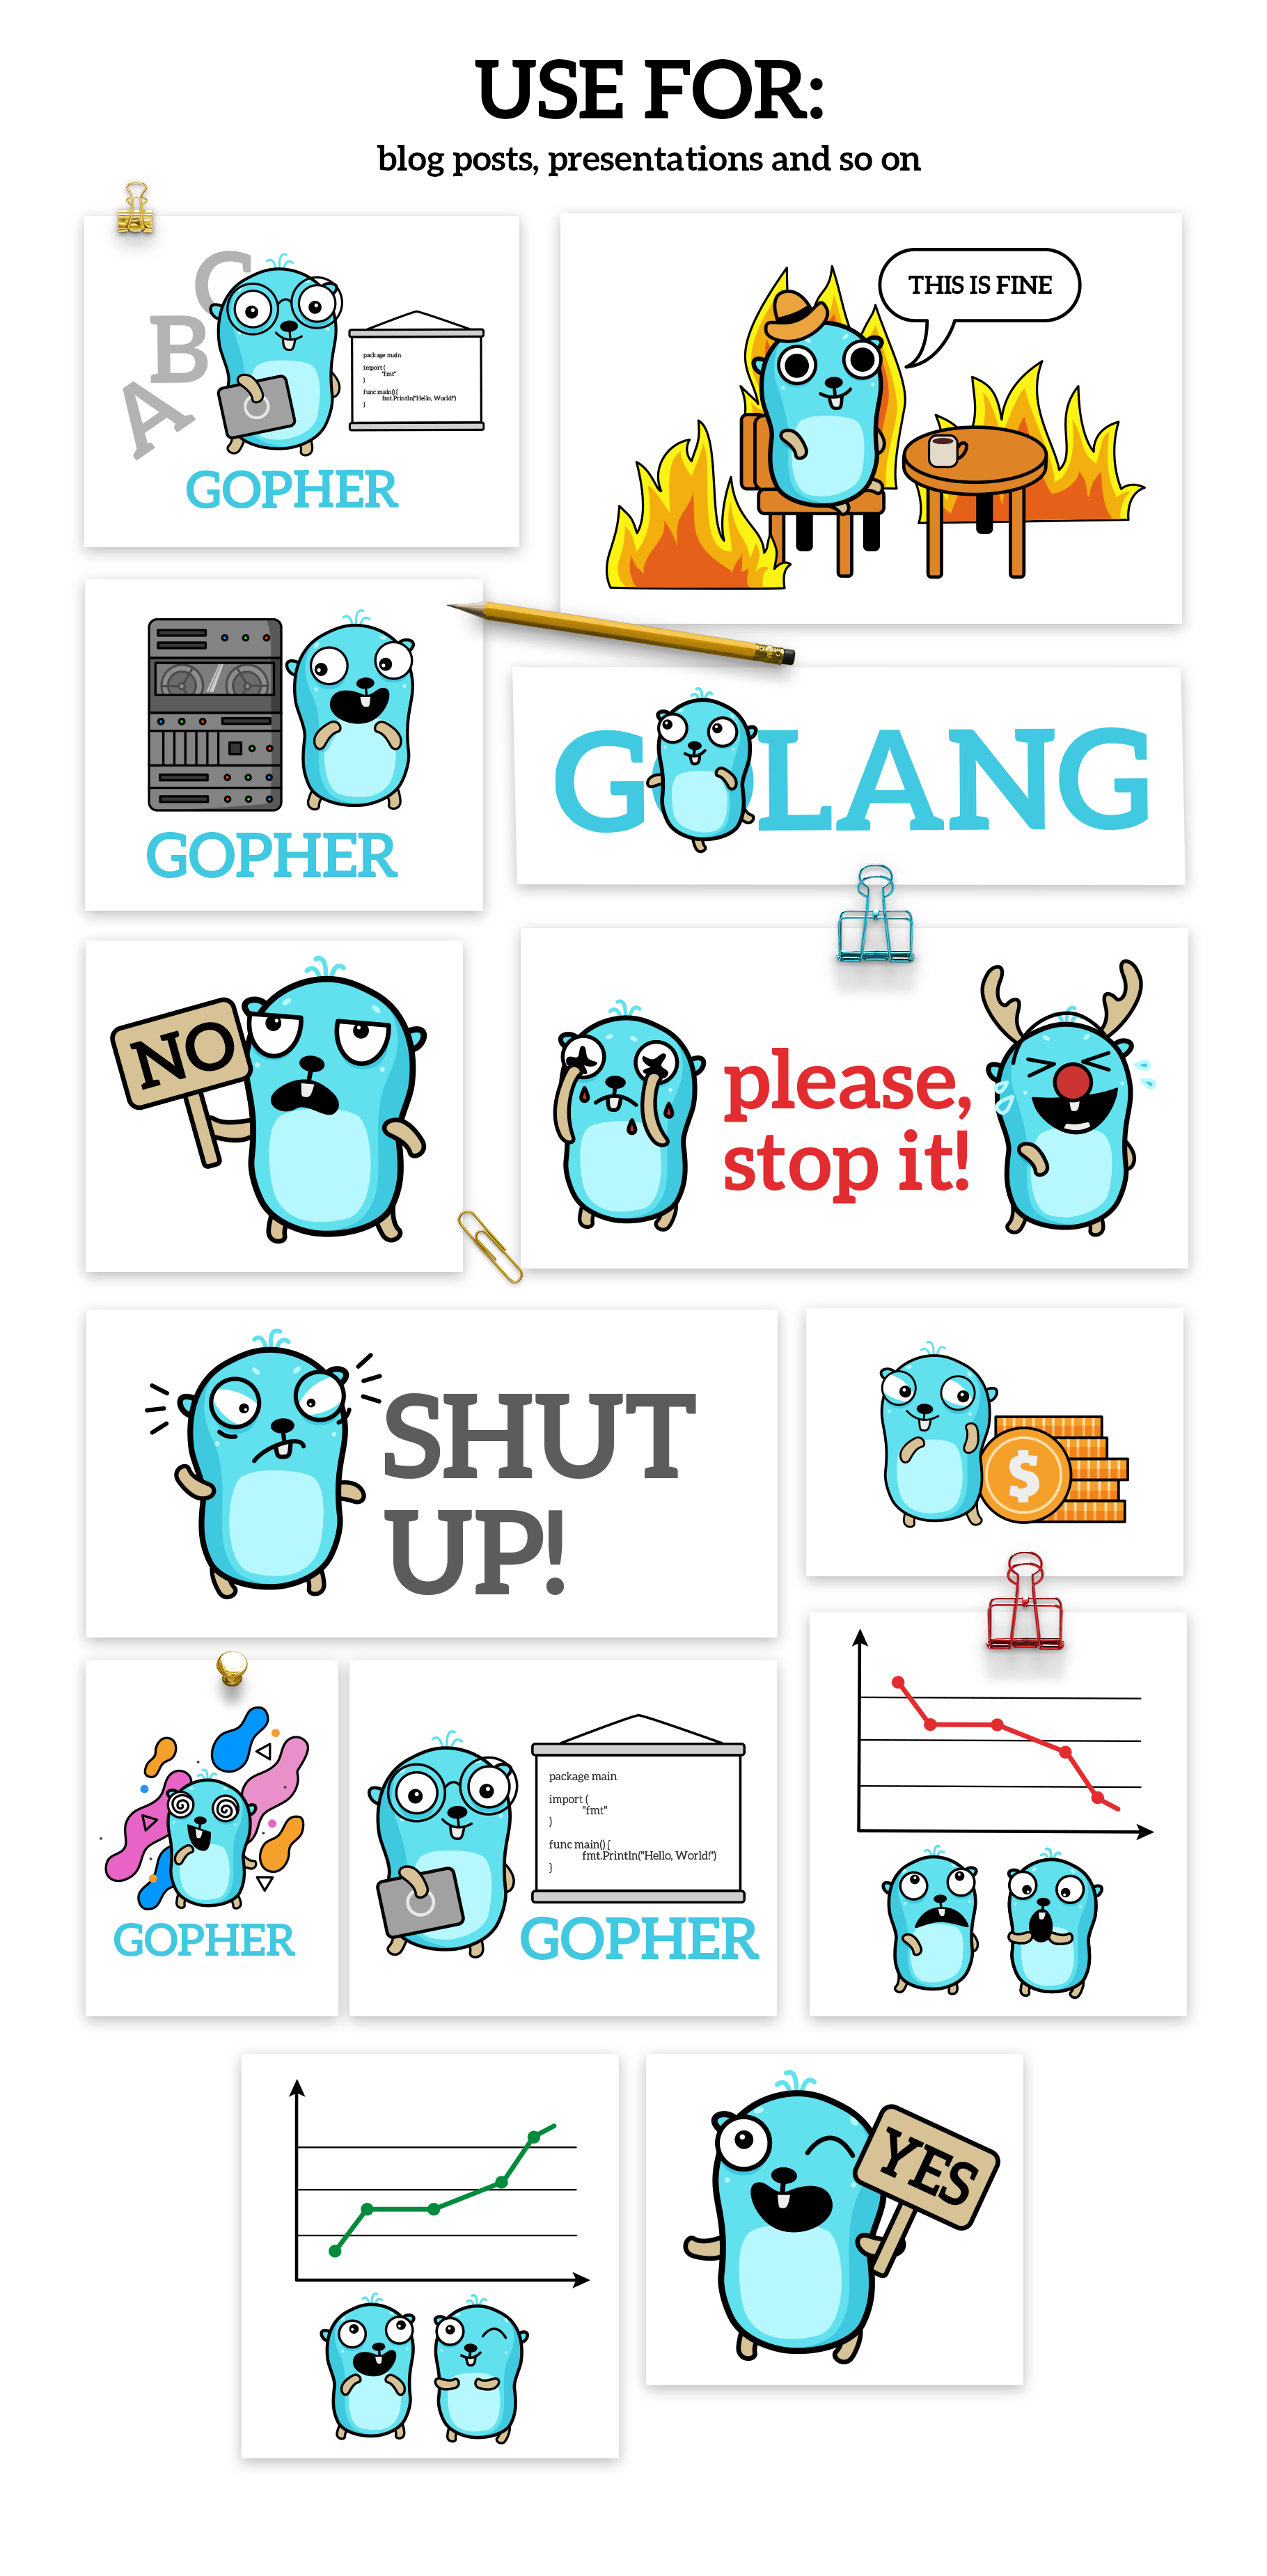 USE FOR:
blog posts, presentations and so on
C
B
A
package main
import (
"fmt"
)
func main() {
fmt.Println("Hello, World!")
}
GOPHER
THIS IS FINE
GOPHER
GOLANG
NO
please,
stop it!
SHUT
UP!
$
GOPHER
package main
import (
"fmt"
)
func main() {
fmt.Println("Hello, World!")
}
GOPHER
YES